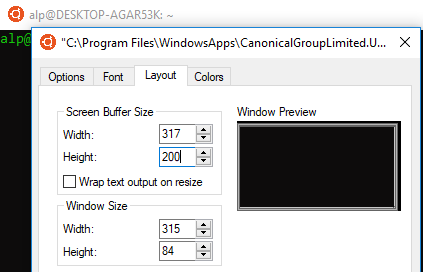 alp@DESKTOP-AGAR53K: ~
alp@
"C:\Program Files\WindowsApps\CanonicalGroupLimited.U...
Options Font Layout Colors
Screen Buffer Size
Width: 317
Height: 200
Wrap text output on resize
Window Size
Width: 315
Height: 84
Window Preview